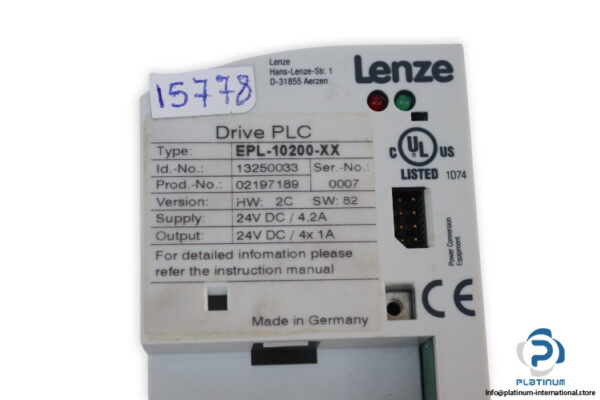 15778
Lenze
Hans-Lenze-Str. 1
D-31855 Aerzen
Lenze
Drive PLC
Type: EPL-10200-XX
Id.-No.: 13250033 Ser.-No.:
Prod.-No.: 02197189 0007
Version: HW: 2C SW: 82
Supply: 24V DC / 4.2A
Output: 24V DC / 4x 1A
For detailed infomation please
refer the instruction manual
Made in Germany
C UL US
LISTED 1D74
Power Conversion
Equipment
CE
PLATINUM
Info@platinum-international.store